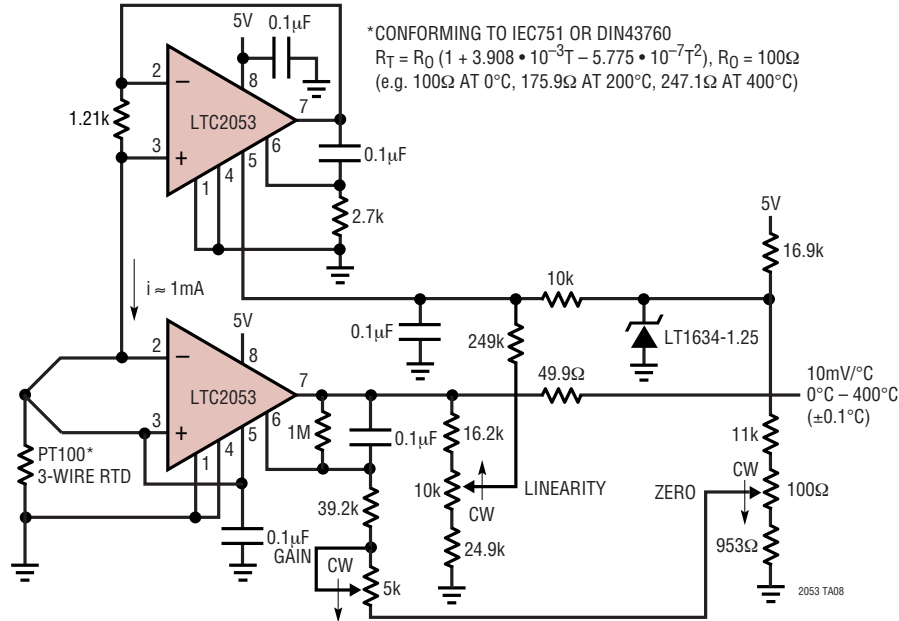 5V
0.1µF
*CONFORMING TO IEC751 OR DIN43760
R_T = R_O (1 + 3.908 • 10⁻³T – 5.775 • 10⁻⁷T²), R_O = 100Ω
(e.g. 100Ω AT 0°C, 175.9Ω AT 200°C, 247.1Ω AT 400°C)
2
–
8
1.21k
LTC2053
7
3
+
6
5
4
1
0.1µF
2.7k
5V
16.9k
i ≈ 1mA
10k
0.1µF
249k
LT1634-1.25
5V
2
–
8
LTC2053
7
49.9Ω
10mV/°C
0°C – 400°C
(±0.1°C)
3
+
6
5
4
1
1M
0.1µF
16.2k
11k
PT100*
3-WIRE RTD
10k
LINEARITY
CW
ZERO
CW
100Ω
39.2k
0.1µF
GAIN
CW
5k
24.9k
953Ω
2053 TA08